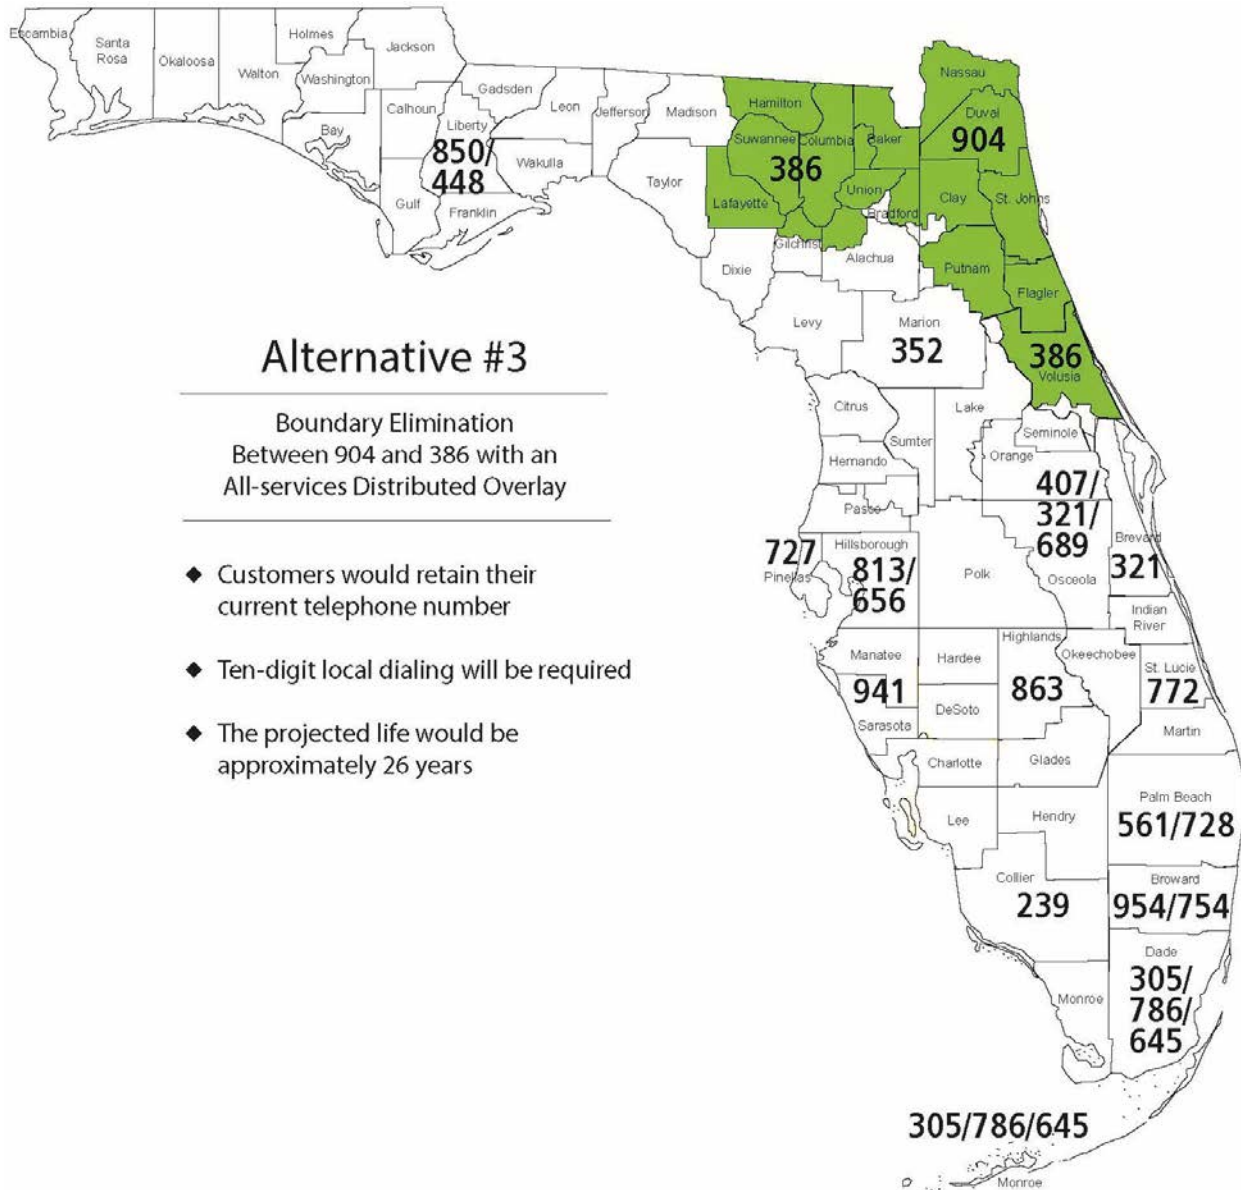 Escambia
Santa
Rosa
Okaloosa
Walton
Holmes
Washington
Jackson
Bay
Calhoun
Gulf
Gadsden
Liberty
850/
448
Franklin
Leon
Wakulla
Jefferson
Madison
Taylor
Hamilton
Suwannee
Columbia
386
Lafayette
Baker
Union
Bradford
Nassau
Duval
904
Clay
St. Johns
Gilchrist
Alachua
Dixie
Putnam
Flagler
Levy
Marion
352
386
Volusia
Alternative #3
Boundary Elimination
Between 904 and 386 with an
All-services Distributed Overlay
◆ Customers would retain their
current telephone number
◆ Ten-digit local dialing will be required
◆ The projected life would be
approximately 26 years
Citrus
Sumter
Lake
Hernando
Seminole
Orange
407/
321/
689
Pasco
727
Pinellas
Hillsborough
813/
656
Polk
Osceola
Brevard
321
Indian
River
Manatee
941
Sarasota
Hardee
DeSoto
Highlands
863
Okeechobee
St. Lucie
772
Martin
Charlotte
Glades
Lee
Hendry
Palm Beach
561/728
Collier
239
Broward
954/754
Monroe
Dade
305/
786/
645
305/786/645
Monroe